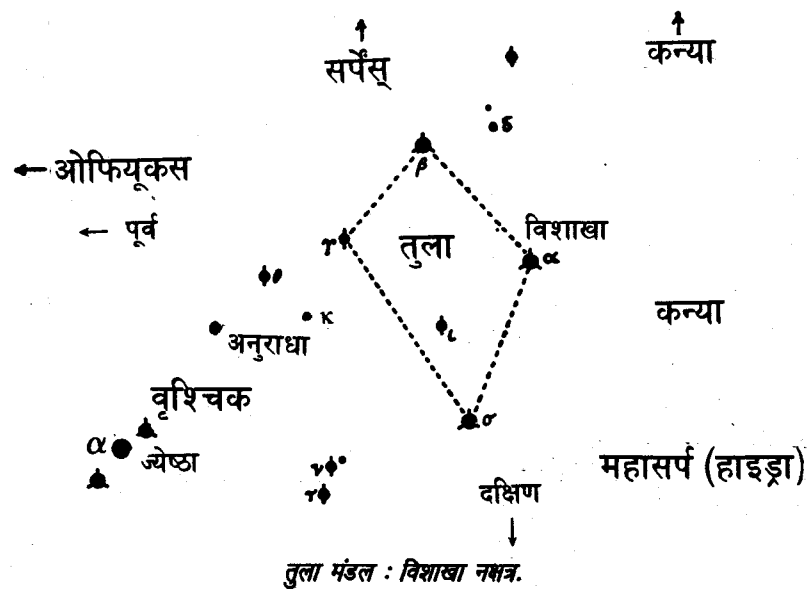 ↑
↑
सर्पेंस्
कन्या
δ
β
← ओफियूकस
← पूर्व
विशाखा
γ
तुला
α
θ
κ
ι
कन्या
अनुराधा
वृश्चिक
σ
α
ज्येष्ठा
महासर्प (हाइड्रा)
ν
τ
दक्षिण
↓
तुला मंडल : विशाखा नक्षत्र.